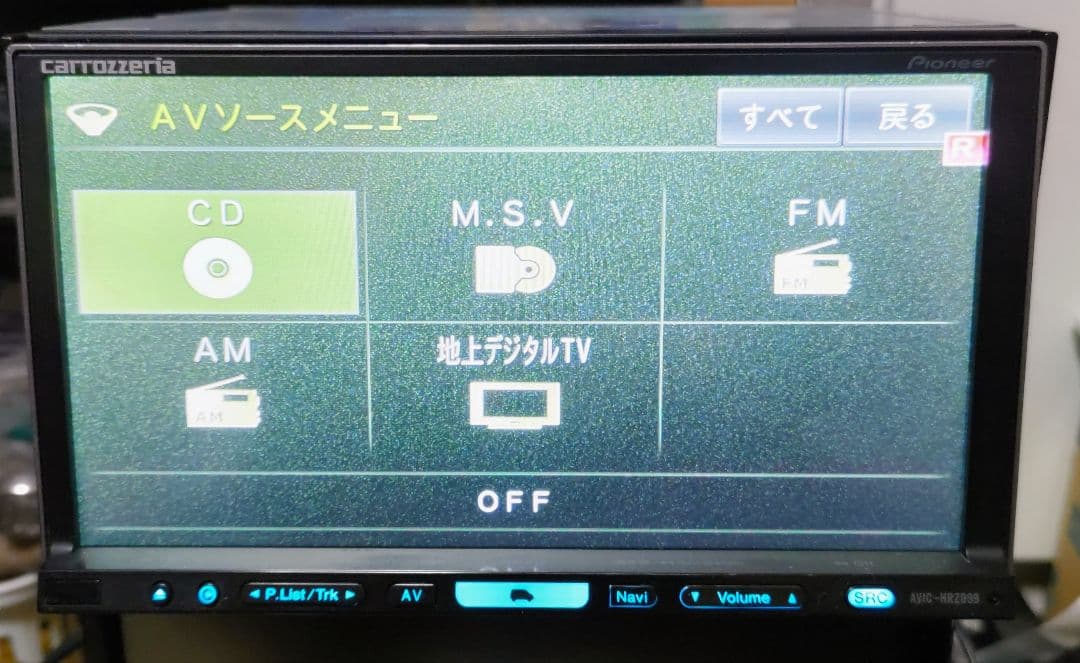 carrozzeria
Pioneer
AVソースメニュー
すべて
戻る
R
CD
M.S.V
FM
FM
AM
地上デジタルTV
AM
OFF
P.List/Trk
AV
Navi
Volume
SRC
AVIC-HRZ099